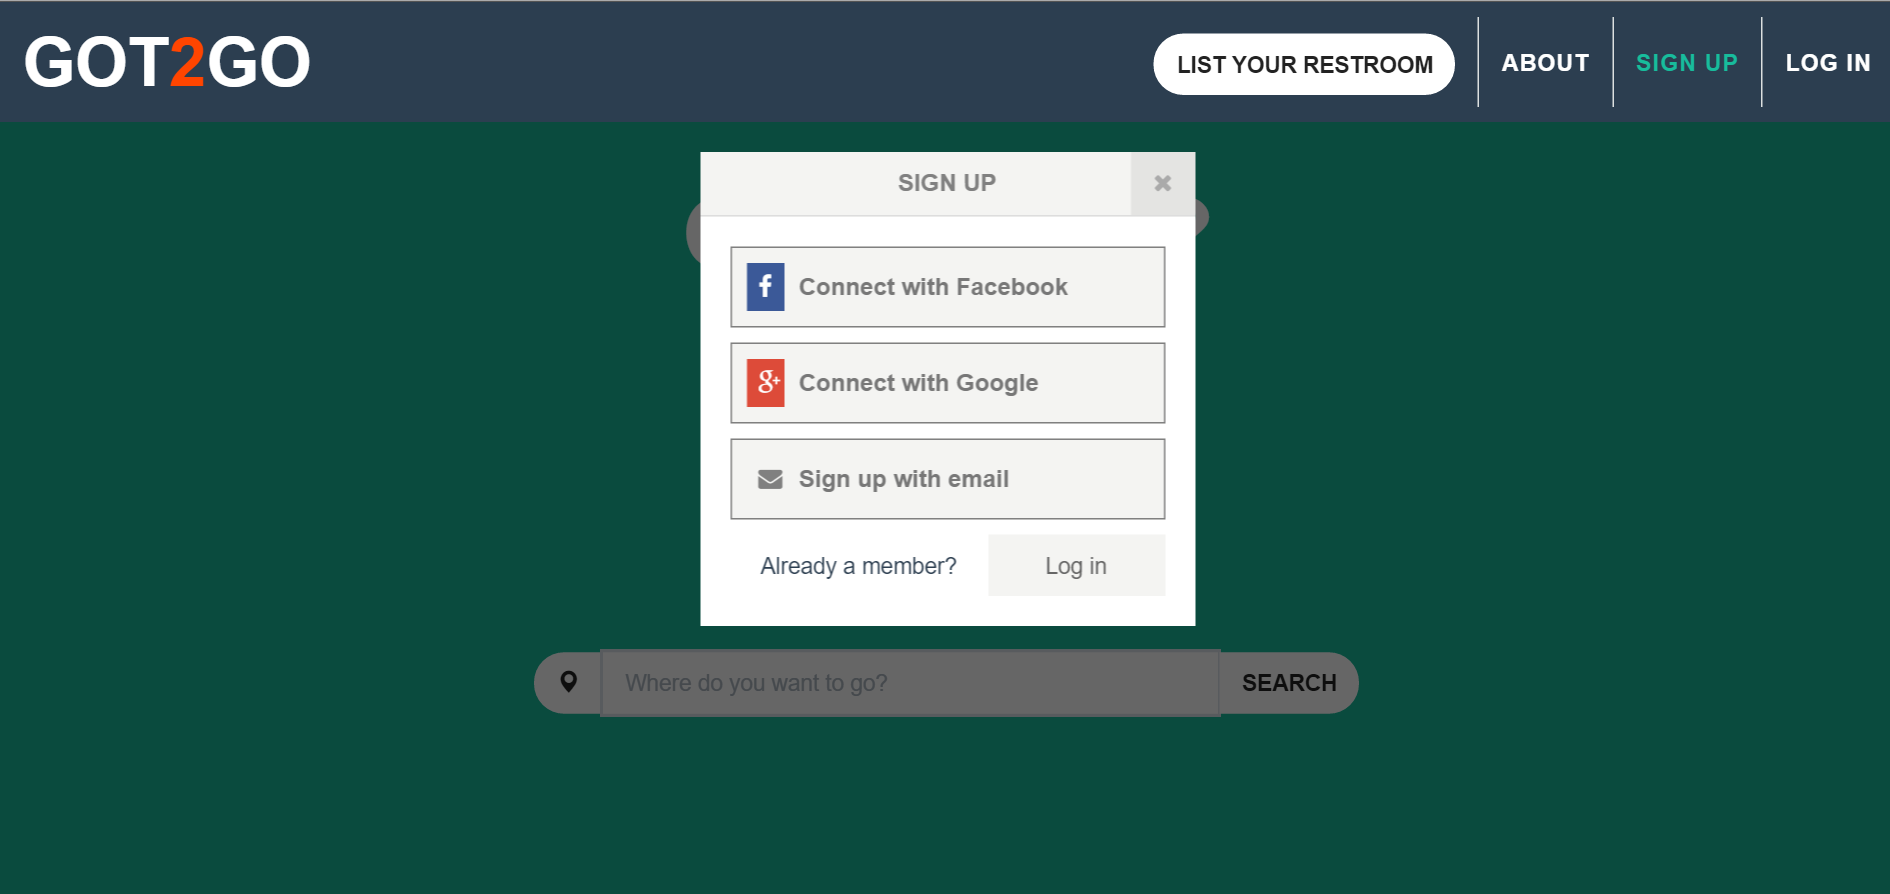 GOT2GO
LIST YOUR RESTROOM
ABOUT
SIGN UP
LOG IN
SIGN UP
Connect with Facebook
Connect with Google
Sign up with email
Already a member?
Log in
Where do you want to go?
SEARCH